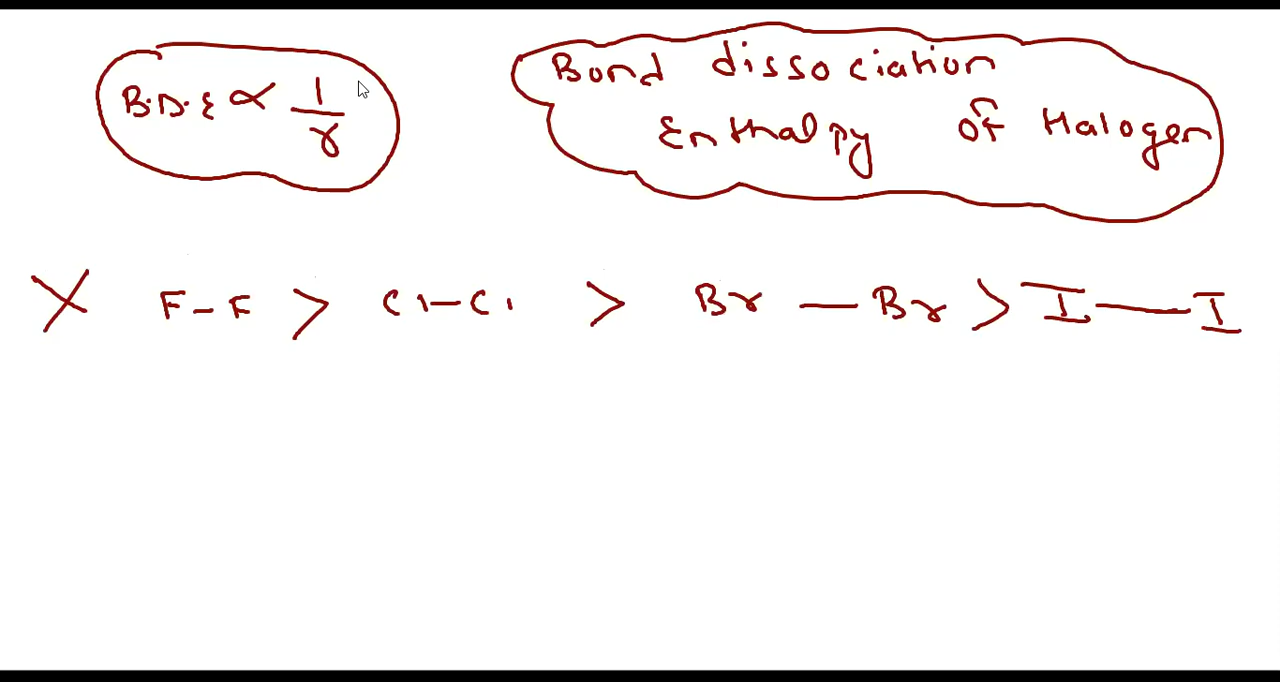 B.D.E ∝ 1/r
Bond dissociation
Enthalpy of Halogen
X F-F > Cl-Cl > Br-Br > I-I